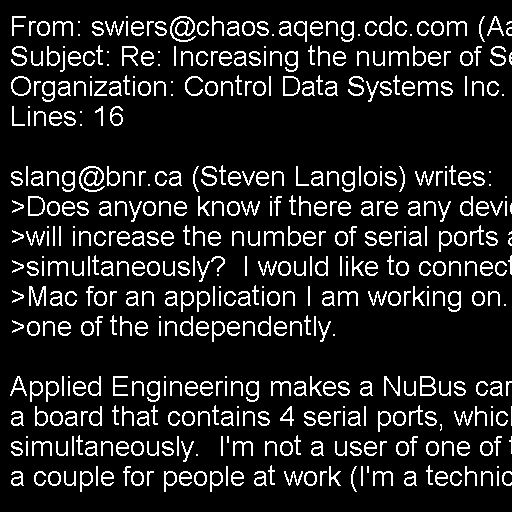 From: swiers@chaos.aqeng.cdc.com (Aa
Subject: Re: Increasing the number of Se
Organization: Control Data Systems Inc.
Lines: 16

slang@bnr.ca (Steven Langlois) writes:
>Does anyone know if there are any devi
>will increase the number of serial ports a
>simultaneously?  I would like to connect
>Mac for an application I am working on.
>one of the independently.

Applied Engineering makes a NuBus car
a board that contains 4 serial ports, whic
simultaneously.  I'm not a user of one of t
a couple for people at work (I'm a technic